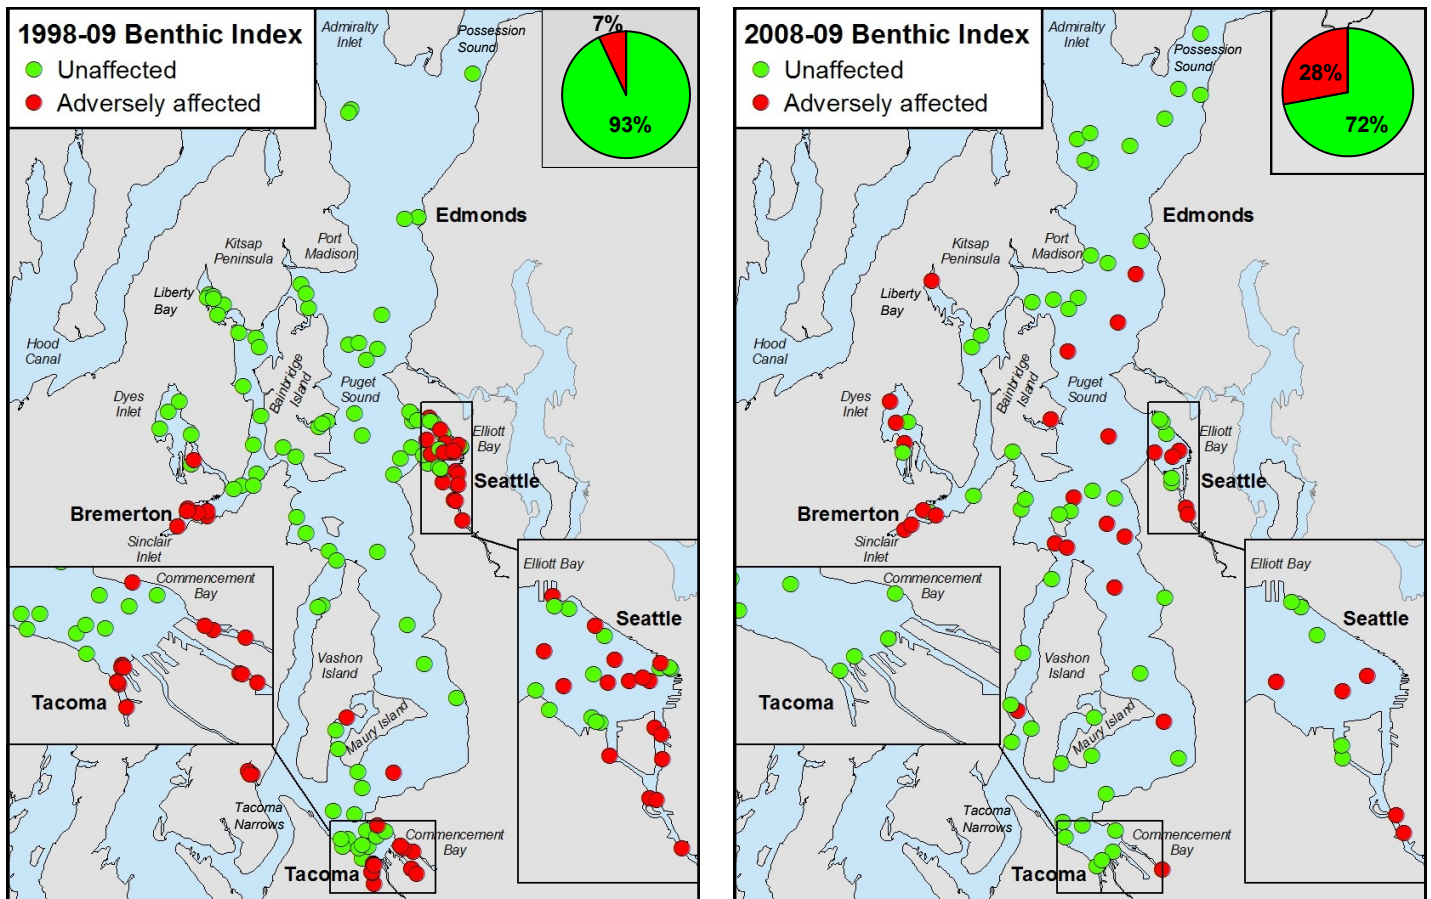 1998-09 Benthic Index
Unaffected
Adversely affected
Admiralty
Inlet
Possession
Sound
7%
93%
Edmonds
Kitsap
Peninsula
Port
Madison
Liberty
Bay
Hood
Canal
Bainbridge
Island
Dyes
Inlet
Puget
Sound
Elliott
Bay
Seattle
Bremerton
Sinclair
Inlet
Commencement
Bay
Tacoma
Elliott Bay
Seattle
Vashon
Island
Maury Island
Tacoma
Narrows
Commencement
Bay
Tacoma
2008-09 Benthic Index
Unaffected
Adversely affected
Admiralty
Inlet
Possession
Sound
28%
72%
Edmonds
Kitsap
Peninsula
Port
Madison
Liberty
Bay
Hood
Canal
Bainbridge
Island
Dyes
Inlet
Puget
Sound
Elliott
Bay
Seattle
Bremerton
Sinclair
Inlet
Commencement
Bay
Tacoma
Elliott Bay
Seattle
Vashon
Island
Maury Island
Tacoma
Narrows
Commencement
Bay
Tacoma